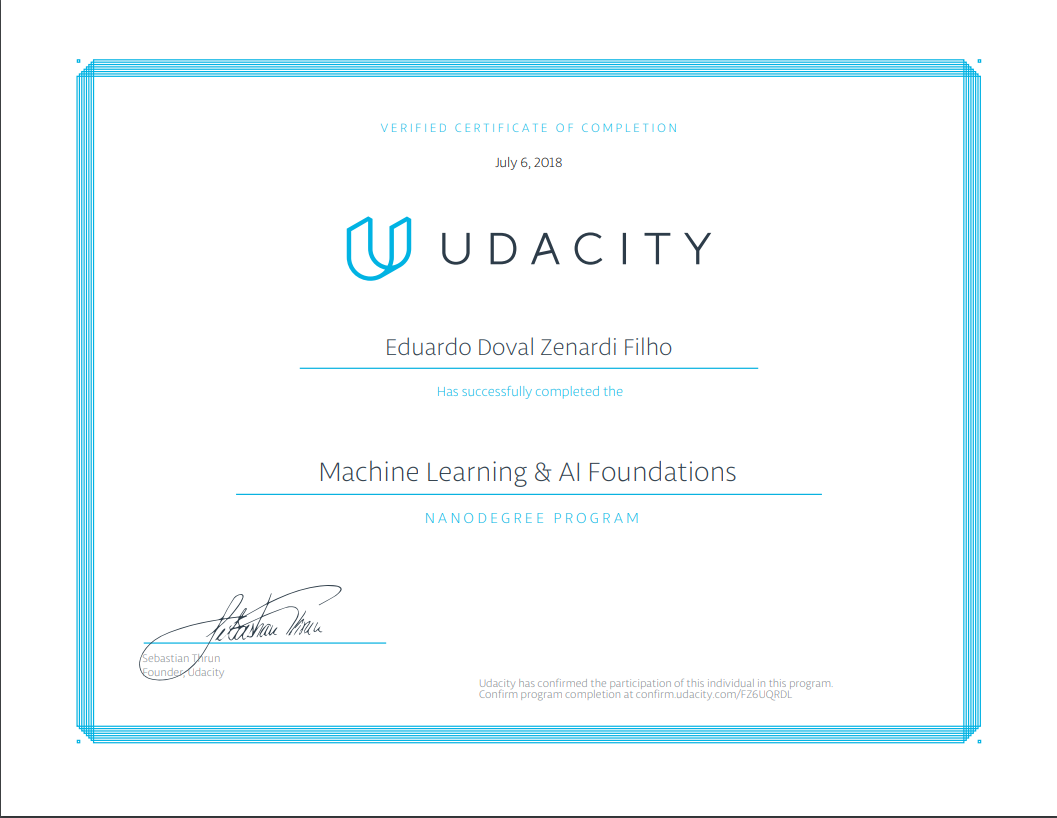 VERIFIED CERTIFICATE OF COMPLETION
July 6, 2018
UDACITY
Eduardo Doval Zenardi Filho
Has successfully completed the
Machine Learning & AI Foundations
NANODEGREE PROGRAM
Sebastian Thrun
Sebastian Thrun
Founder, Udacity
Udacity has confirmed the participation of this individual in this program.
Confirm program completion at confirm.udacity.com/FZ6UQRDL